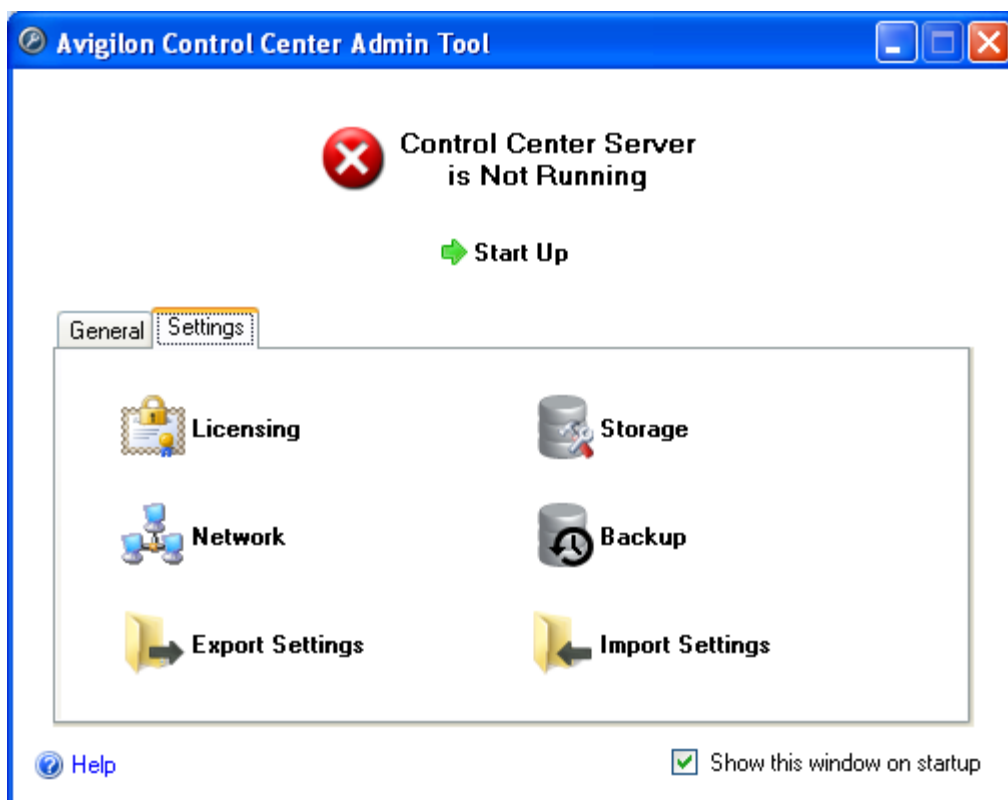 Avigilon Control Center Admin Tool
Control Center Server
is Not Running
Start Up
General
Settings
Licensing
Storage
Network
Backup
Export Settings
Import Settings
Help
Show this window on startup